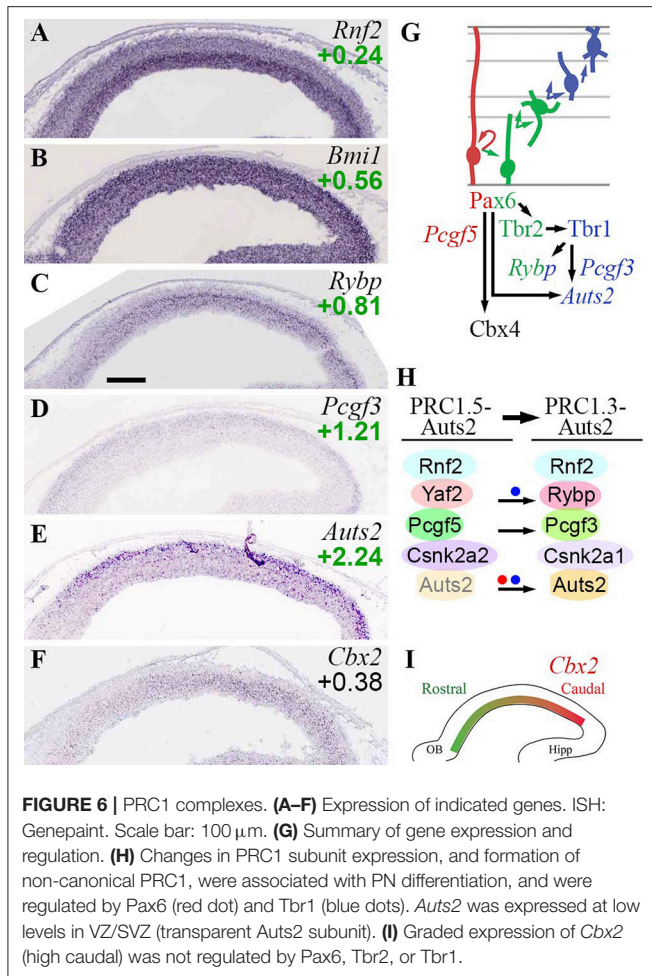 A
Rnf2
+0.24
B
Bmi1
+0.56
C
Rybp
+0.81
D
Pcgf3
+1.21
E
Auts2
+2.24
F
Cbx2
+0.38
G
Pax6
Pcgf5 Tbr2 Tbr1
Rybp Pcgf3
Auts2
Cbx4
H
PRC1.5- PRC1.3-
Auts2 Auts2
Rnf2 Rnf2
Yaf2 Rybp
Pcgf5 Pcgf3
Csnk2a2 Csnk2a1
Auts2 Auts2
I
Cbx2
Rostral Caudal
OB Hipp
FIGURE 6 | PRC1 complexes. (A–F) Expression of indicated genes. ISH:
Genepaint. Scale bar: 100 μm. (G) Summary of gene expression and
regulation. (H) Changes in PRC1 subunit expression, and formation of
non-canonical PRC1, were associated with PN differentiation, and were
regulated by Pax6 (red dot) and Tbr1 (blue dots). Auts2 was expressed at low
levels in VZ/SVZ (transparent Auts2 subunit). (I) Graded expression of Cbx2
(high caudal) was not regulated by Pax6, Tbr2, or Tbr1.